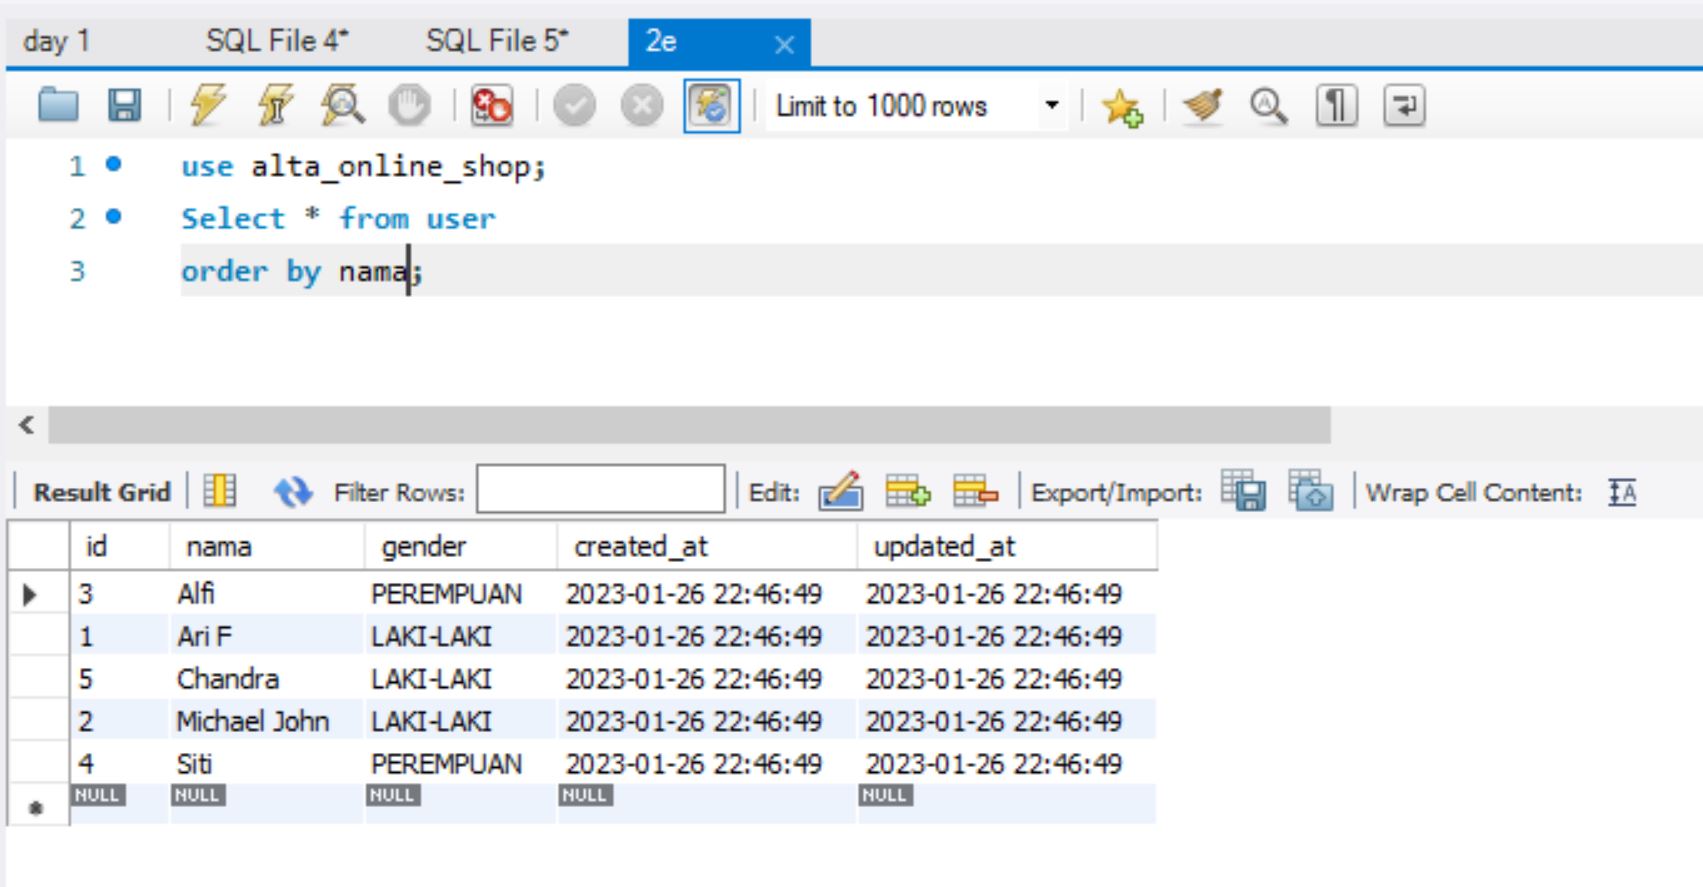 day 1 SQL File 4* SQL File 5* 2e
Limit to 1000 rows
1 use alta_online_shop;
2 Select * from user
3 order by nama;
Result Grid Filter Rows: Edit: Export/Import: Wrap Cell Content: IA
id nama gender created_at updated_at
3 Alfi PEREMPUAN 2023-01-26 22:46:49 2023-01-26 22:46:49
1 Ari F LAKI-LAKI 2023-01-26 22:46:49 2023-01-26 22:46:49
5 Chandra LAKI-LAKI 2023-01-26 22:46:49 2023-01-26 22:46:49
2 Michael John LAKI-LAKI 2023-01-26 22:46:49 2023-01-26 22:46:49
4 Siti PEREMPUAN 2023-01-26 22:46:49 2023-01-26 22:46:49
NULL NULL NULL NULL NULL